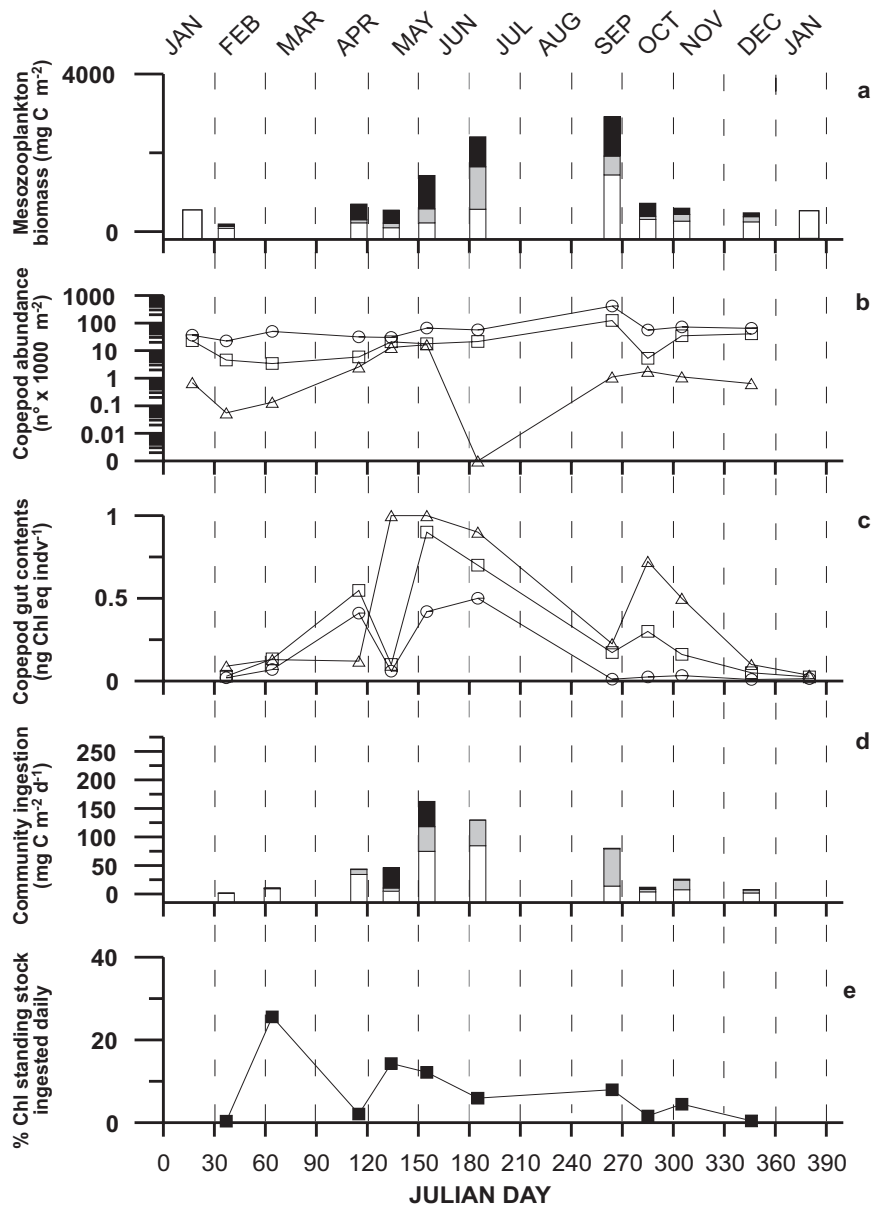 JAN FEB MAR APR MAY JUN JUL AUG SEP OCT NOV DEC JAN
a
Mesozooplankton
biomass (mg C m-2)
4000
0
b
Copepod abundance
(n° x 1000 m-2)
1000
100
10
1
0.1
0.01
0
c
Copepod gut contents
(ng Chl eq indv-1)
1
0.5
0
d
Community ingestion
(mg C m-2 d-1)
250
200
150
100
50
0
e
% Chl standing stock
ingested daily
40
20
0
0 30 60 90 120 150 180 210 240 270 300 330 360 390
JULIAN DAY